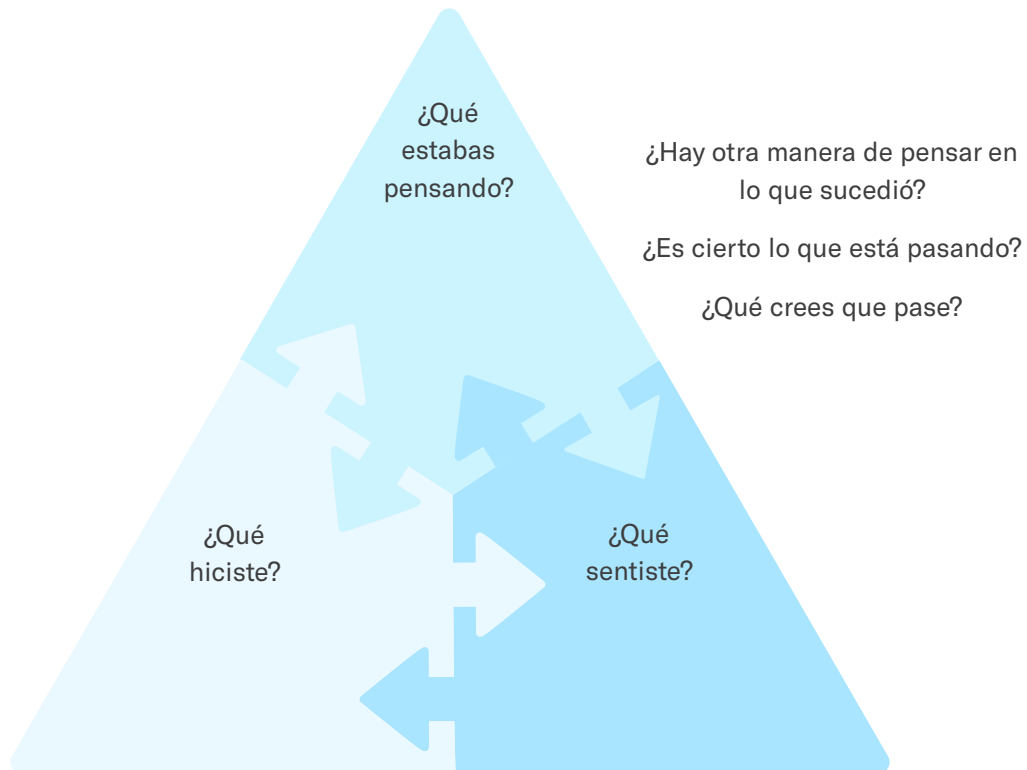 ¿Qué
estabas
pensando?
¿Hay otra manera de pensar en
lo que sucedió?
¿Es cierto lo que está pasando?
¿Qué crees que pase?
¿Qué
hiciste?
¿Qué
sentiste?